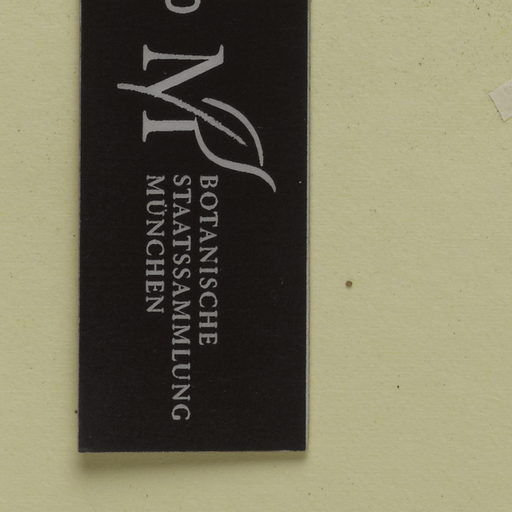 M
BOTANISCHE
STAATSSAMMLUNG
MÜNCHEN